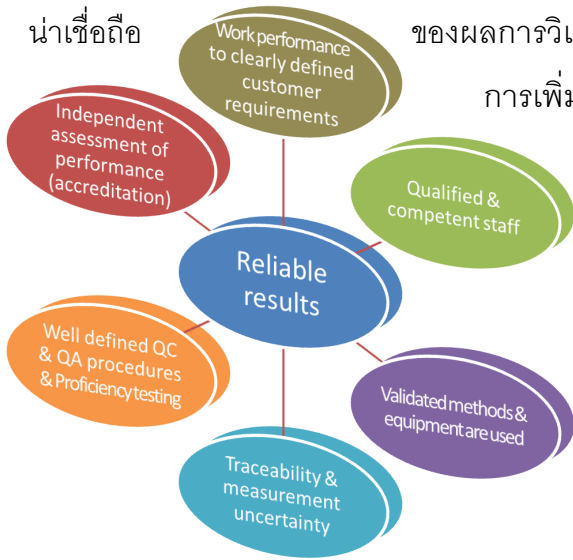 น่าเชื่อถือ
ของผลการวิเ
การเพิ่ม
Work performance
to clearly defined
customer
requirements
Independent
assessment of
performance
(accreditation)
Qualified &
competent staff
Reliable
results
Well defined QC
& QA procedures
& Proficiency testing
Validated methods &
equipment are used
Traceability &
measurement
uncertainty